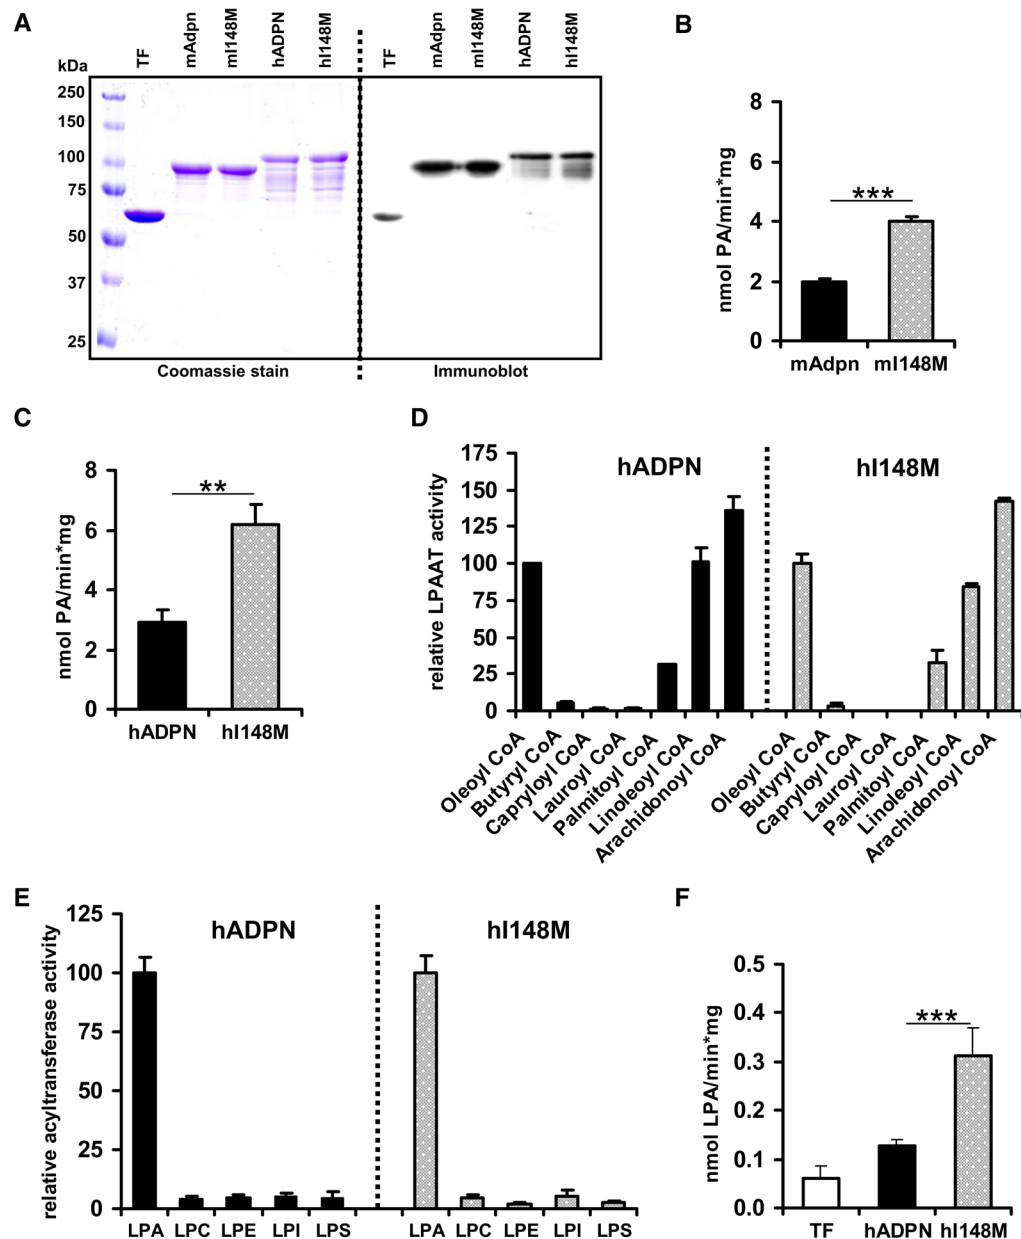 A
TF
mAdpn
mI148M
hADPN
hI148M
TF
mAdpn
mI148M
hADPN
hI148M
kDa
250
150
100
75
50
37
25
Coomassie stain
Immunoblot
B
nmol PA/min*mg
8
6
4
2
0
***
mAdpn mI148M
C
nmol PA/min*mg
8
6
4
2
0
**
hADPN hI148M
D
relative LPAAT activity
175
150
125
100
75
50
25
0
hADPN
hI148M
Oleoyl CoA
Butyryl CoA
Capryloyl CoA
Lauroyl CoA
Palmitoyl CoA
Linoleoyl CoA
Arachidonoyl CoA
Oleoyl CoA
Butyryl CoA
Capryloyl CoA
Lauroyl CoA
Palmitoyl CoA
Linoleoyl CoA
Arachidonoyl CoA
E
relative acyltransferase activity
125
100
75
50
25
0
hADPN
hI148M
LPA LPC LPE LPI LPS
LPA LPC LPE LPI LPS
F
nmol LPA/min*mg
0.5
0.4
0.3
0.2
0.1
0.0
***
TF hADPN hI148M